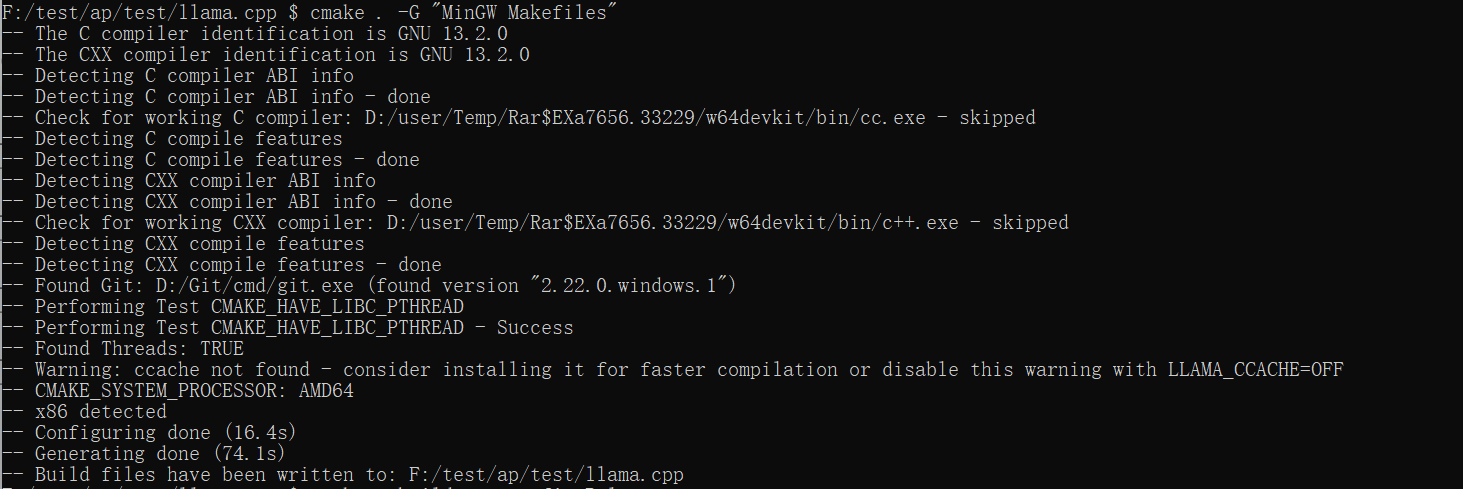 F:/test/ap/test/llama.cpp $ cmake . -G "MinGW Makefiles"
-- The C compiler identification is GNU 13.2.0
-- The CXX compiler identification is GNU 13.2.0
-- Detecting C compiler ABI info
-- Detecting C compiler ABI info - done
-- Check for working C compiler: D:/user/Temp/Rar$EXa7656.33229/w64devkit/bin/cc.exe - skipped
-- Detecting C compile features
-- Detecting C compile features - done
-- Detecting CXX compiler ABI info
-- Detecting CXX compiler ABI info - done
-- Check for working CXX compiler: D:/user/Temp/Rar$EXa7656.33229/w64devkit/bin/c++.exe - skipped
-- Detecting CXX compile features
-- Detecting CXX compile features - done
-- Found Git: D:/Git/cmd/git.exe (found version "2.22.0.windows.1")
-- Performing Test CMAKE_HAVE_LIBC_PTHREAD
-- Performing Test CMAKE_HAVE_LIBC_PTHREAD - Success
-- Found Threads: TRUE
-- Warning: ccache not found - consider installing it for faster compilation or disable this warning with LLAMA_CCACHE=OFF
-- CMAKE_SYSTEM_PROCESSOR: AMD64
-- x86 detected
-- Configuring done (16.4s)
-- Generating done (74.1s)
-- Build files have been written to: F:/test/ap/test/llama.cpp